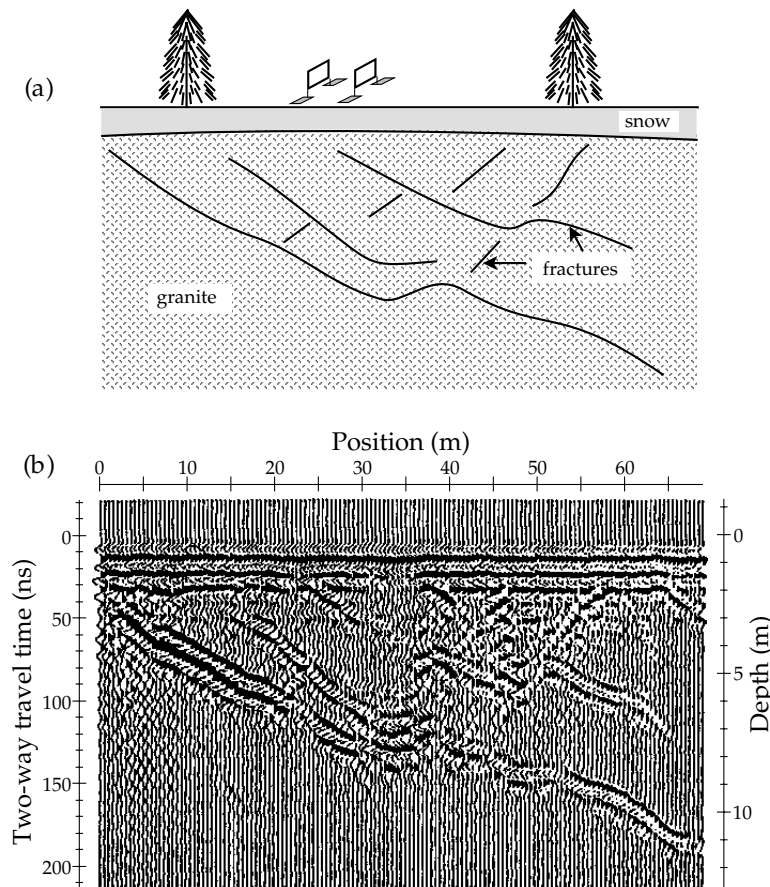 (a)
snow
fractures
granite
(b)
Position (m)
0 10 20 30 40 50 60
Two-way travel time (ns)
0
50
100
150
200
Depth (m)
0
5
10